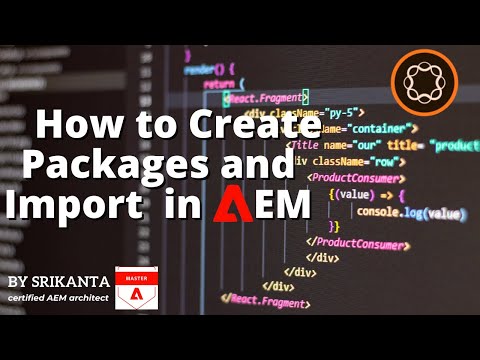 render() {
return (
<React.Fragment>
<div className="py-5">
<div className="container">
<Title name="our" title= "product
<div className="row">
<ProductConsumer>
{(value) => {
console.log(value)
}}
</ProductConsumer>
</div>
</div>
</div>
</React.Fragment>
How to Create
Packages and
Import in AEM
BY SRIKANTA
certified AEM architect
MASTER